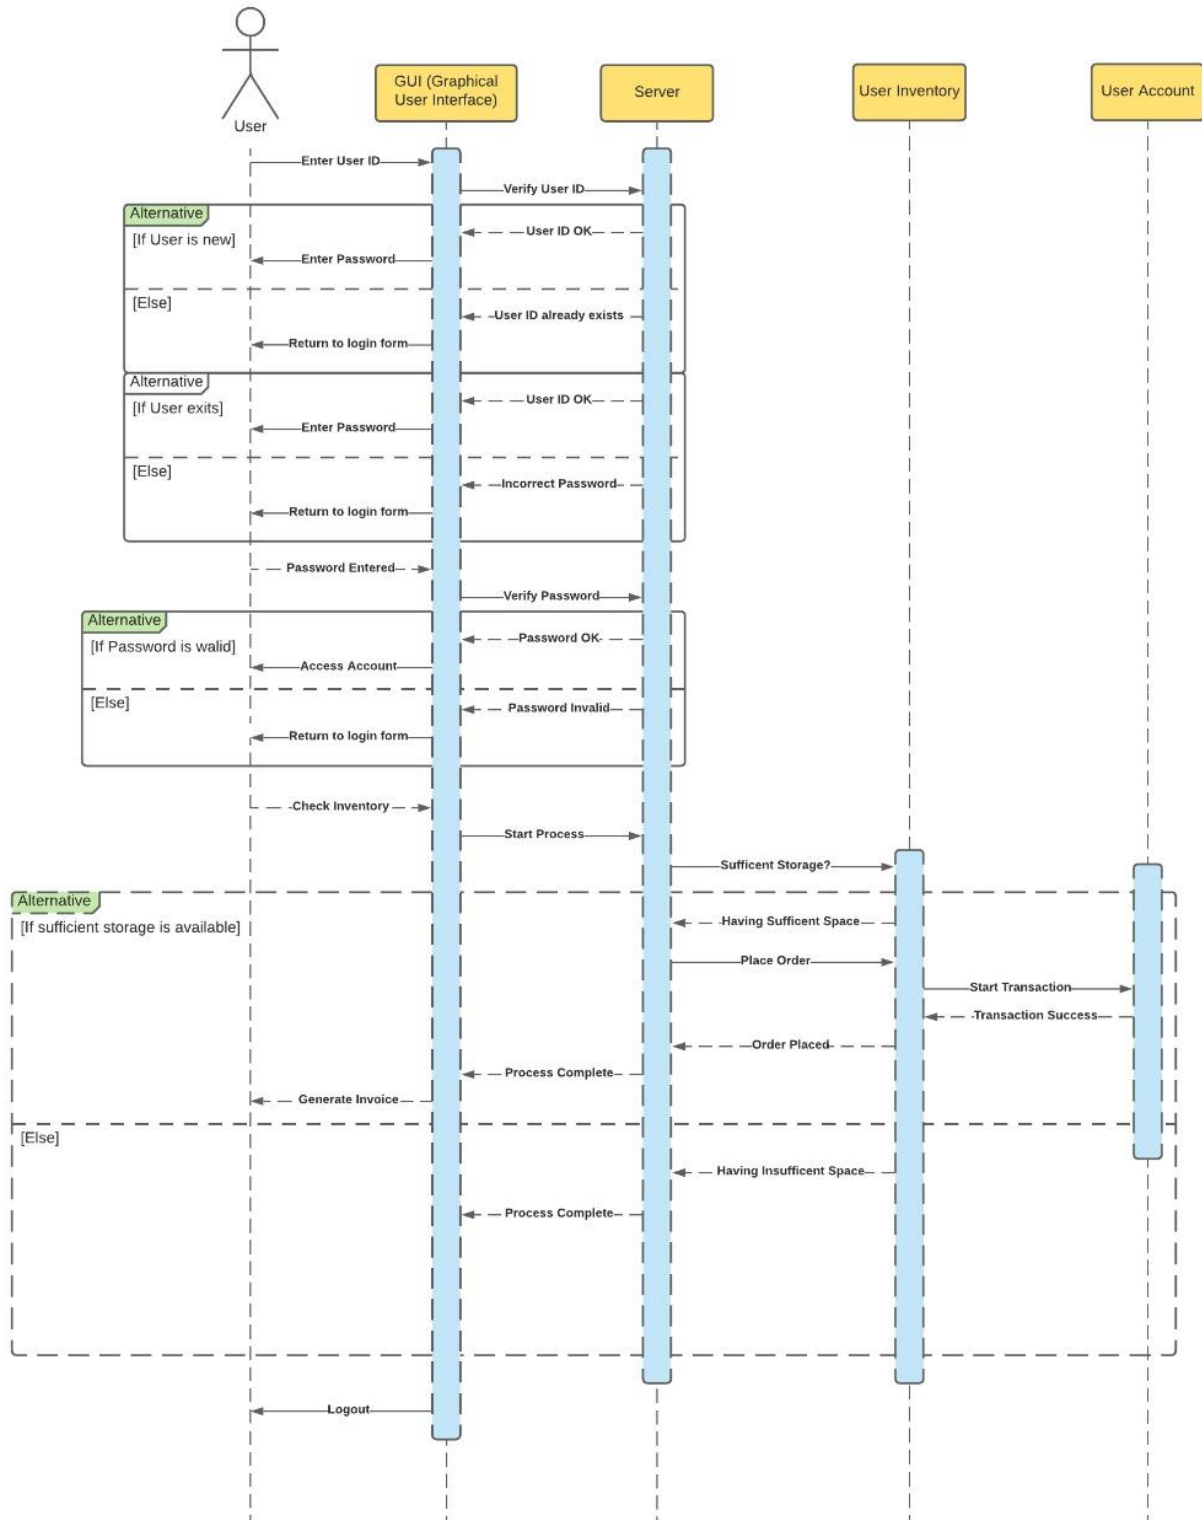 GUI (Graphical
User Interface)
Server
User Inventory
User Account
User
Enter User ID
Verify User ID
Alternative
[If User is new]
User ID OK
Enter Password
[Else]
User ID already exists
Return to login form
Alternative
[If User exits]
User ID OK
Enter Password
[Else]
Incorrect Password
Return to login form
Password Entered
Verify Password
Alternative
[If Password is walid]
Password OK
Access Account
[Else]
Password Invalid
Return to login form
Check Inventory
Start Process
Sufficent Storage?
Alternative
[If sufficient storage is available]
Having Sufficent Space
Place Order
Start Transaction
Transaction Success
Order Placed
Process Complete
Generate Invoice
[Else]
Having Insufficent Space
Process Complete
Logout